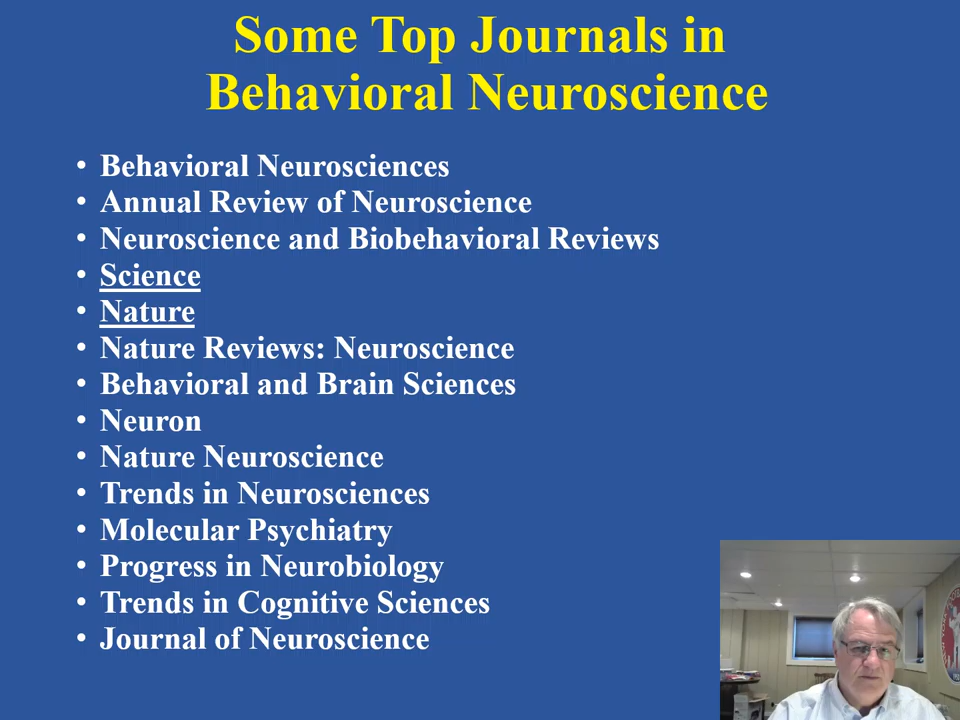 Some Top Journals in
Behavioral Neuroscience
• Behavioral Neurosciences
• Annual Review of Neuroscience
• Neuroscience and Biobehavioral Reviews
• Science
• Nature
• Nature Reviews: Neuroscience
• Behavioral and Brain Sciences
• Neuron
• Nature Neuroscience
• Trends in Neurosciences
• Molecular Psychiatry
• Progress in Neurobiology
• Trends in Cognitive Sciences
• Journal of Neuroscience